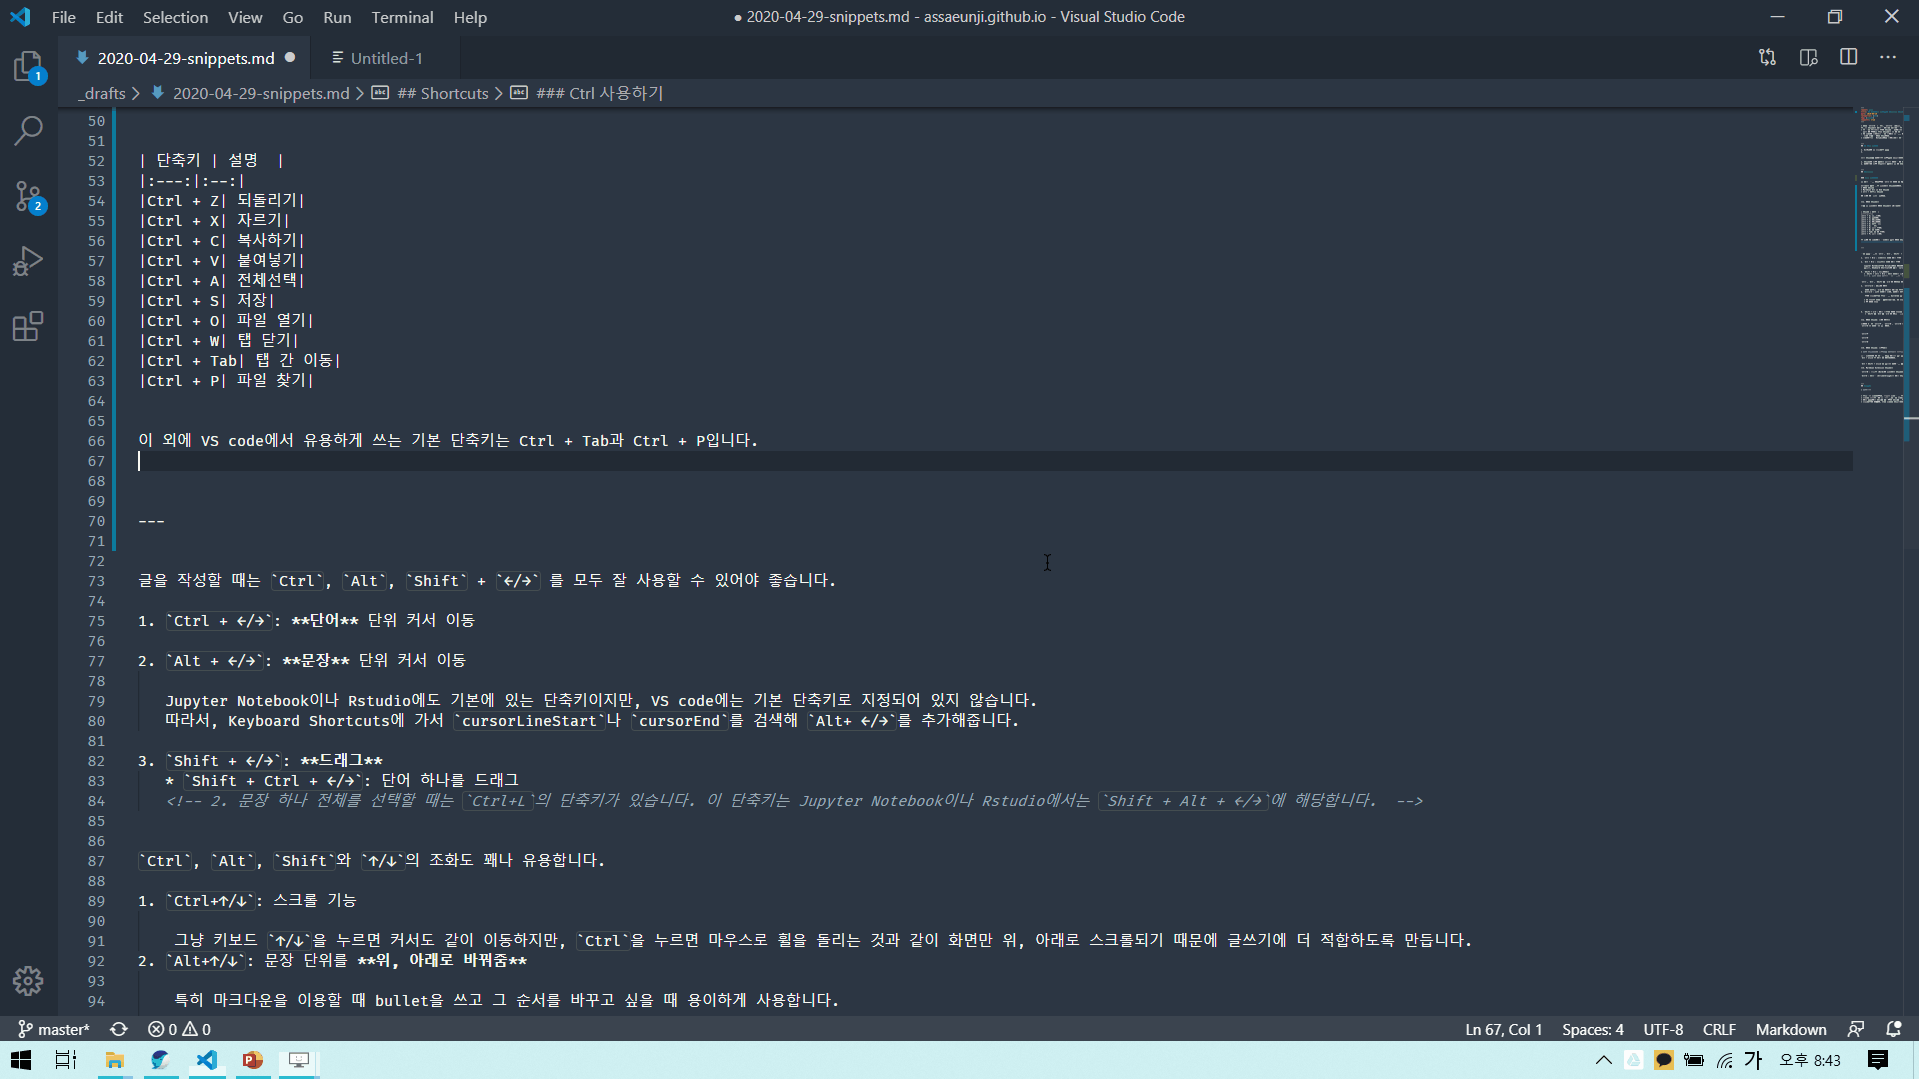 File Edit Selection View Go Run Terminal Help
● 2020-04-29-snippets.md - assaeunji.github.io - Visual Studio Code
2020-04-29-snippets.md ●
Untitled-1
_drafts > 2020-04-29-snippets.md > ## Shortcuts > ### Ctrl 사용하기
1
2
50
51
52 | 단축키 | 설명  |
53 |:---:|:--:|
54 |Ctrl + Z| 되돌리기|
55 |Ctrl + X| 자르기|
56 |Ctrl + C| 복사하기|
57 |Ctrl + V| 붙여넣기|
58 |Ctrl + A| 전체선택|
59 |Ctrl + S| 저장|
60 |Ctrl + O| 파일 열기|
61 |Ctrl + W| 탭 닫기|
62 |Ctrl + Tab| 탭 간 이동|
63 |Ctrl + P| 파일 찾기|
64
65
66 이 외에 VS code에서 유용하게 쓰는 기본 단축키는 Ctrl + Tab과 Ctrl + P입니다.
67
68
69
70 ---
71
72
73 글을 작성할 때는 `Ctrl`, `Alt`, `Shift` + `←/→` 를 모두 잘 사용할 수 있어야 좋습니다.
74
75 1. `Ctrl + ←/→`: **단어** 단위 커서 이동
76
77 2. `Alt + ←/→`: **문장** 단위 커서 이동
78
79 Jupyter Notebook이나 Rstudio에도 기본에 있는 단축키이지만, VS code에는 기본 단축키로 지정되어 있지 않습니다.
80 따라서, Keyboard Shortcuts에 가서 `cursorLineStart`나 `cursorEnd`를 검색해 `Alt+ ←/→`를 추가해줍니다.
81
82 3. `Shift + ←/→`: **드래그**
83 * `Shift + Ctrl + ←/→`: 단어 하나를 드래그
84 <!-- 2. 문장 하나 전체를 선택할 때는 `Ctrl+L`의 단축키가 있습니다. 이 단축키는 Jupyter Notebook이나 Rstudio에서는 `Shift + Alt + ←/→`에 해당합니다.  -->
85
86
87 `Ctrl`, `Alt`, `Shift`와 `↑/↓`의 조화도 꽤나 유용합니다.
88
89 1. `Ctrl+↑/↓`: 스크롤 기능
90
91 그냥 키보드 `↑/↓`을 누르면 커서도 같이 이동하지만, `Ctrl`을 누르면 마우스로 휠을 돌리는 것과 같이 화면만 위, 아래로 스크롤되기 때문에 글쓰기에 더 적합하도록 만듭니다.
92 2. `Alt+↑/↓`: 문장 단위를 **위, 아래로 바꿔줌**
93
94 특히 마크다운을 이용할 때 bullet을 쓰고 그 순서를 바꾸고 싶을 때 용이하게 사용합니다.
master* 0 0 Ln 67, Col 1 Spaces: 4 UTF-8 CRLF Markdown
가 오후 8:43